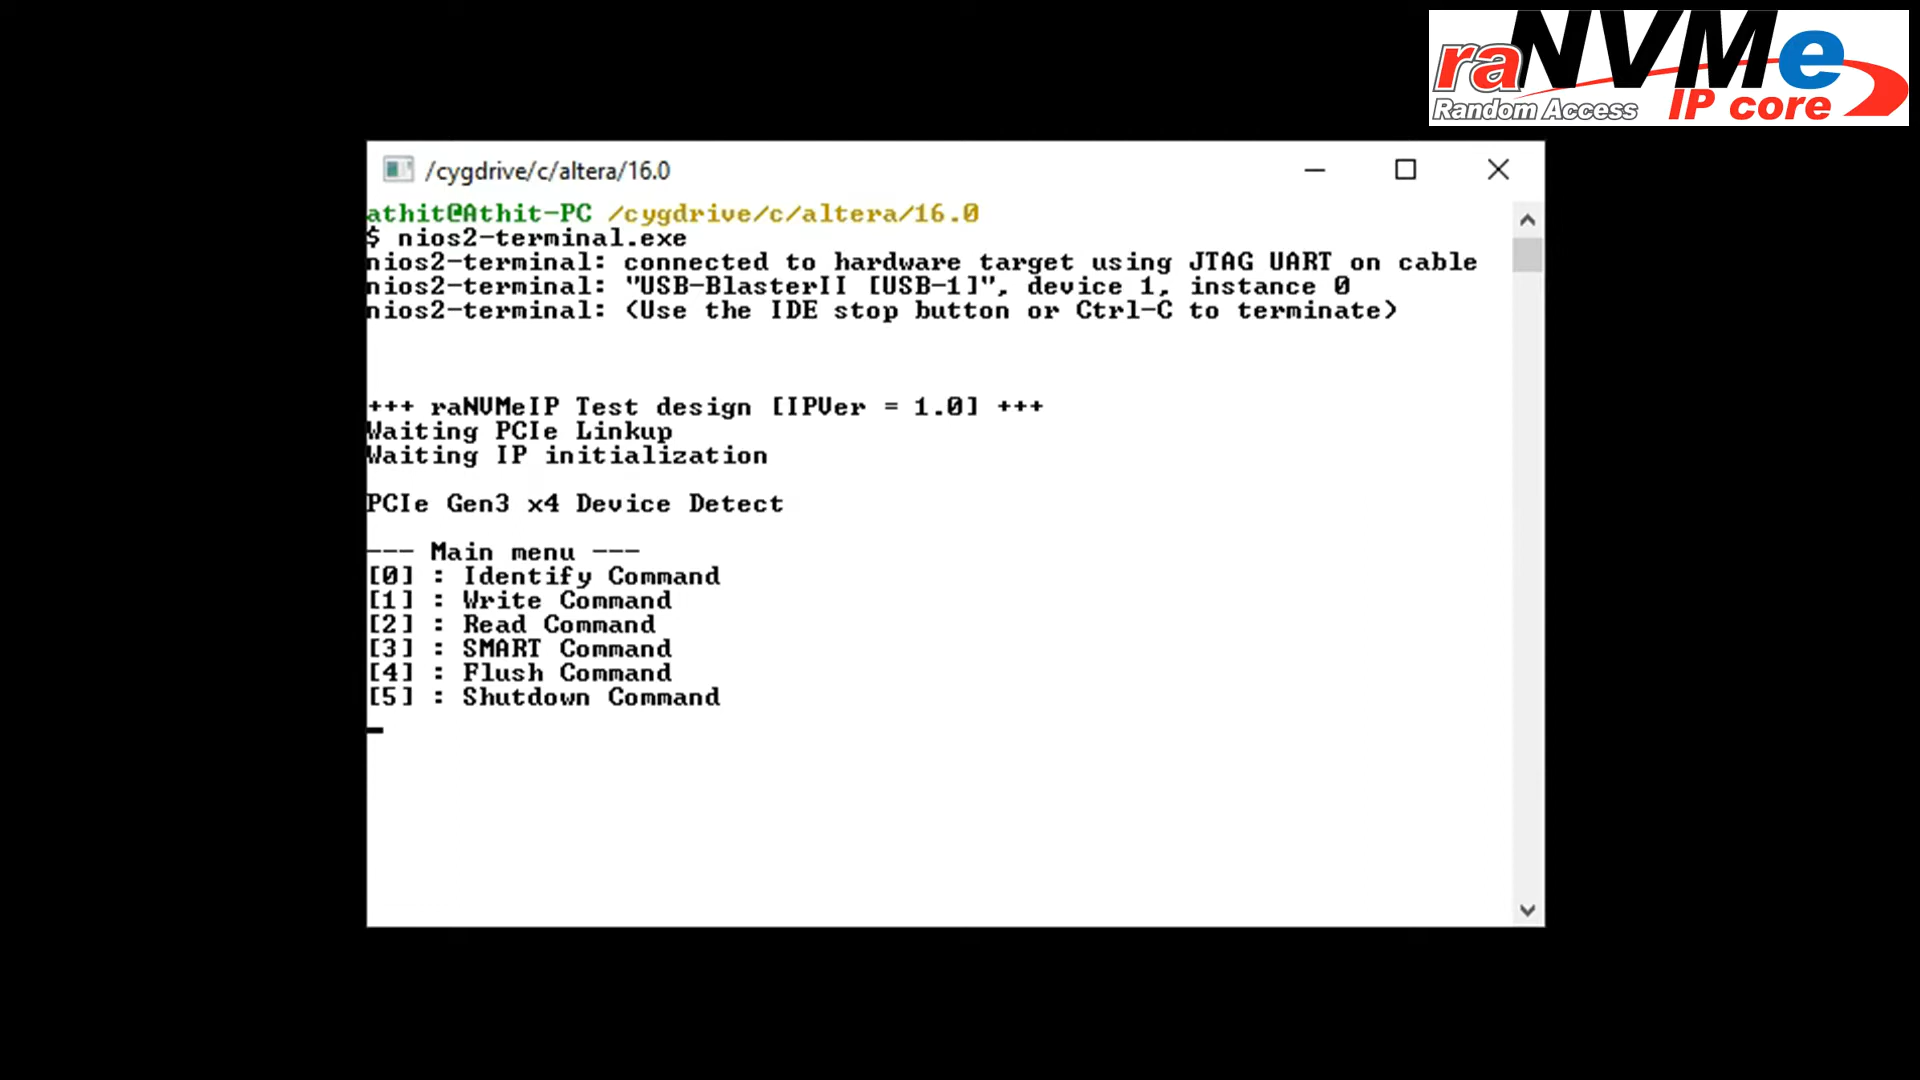 raNVMe
Random Access IP core
/cygdrive/c/altera/16.0
athit@Athit-PC /cygdrive/c/altera/16.0
$ nios2-terminal.exe
nios2-terminal: connected to hardware target using JTAG UART on cable
nios2-terminal: "USB-BlasterII [USB-1]", device 1, instance 0
nios2-terminal: (Use the IDE stop button or Ctrl-C to terminate)
+++ raNVMeIP Test design [IPVer = 1.0] +++
Waiting PCIe Linkup
Waiting IP initialization
PCIe Gen3 x4 Device Detect
--- Main menu ---
[0] : Identify Command
[1] : Write Command
[2] : Read Command
[3] : SMART Command
[4] : Flush Command
[5] : Shutdown Command